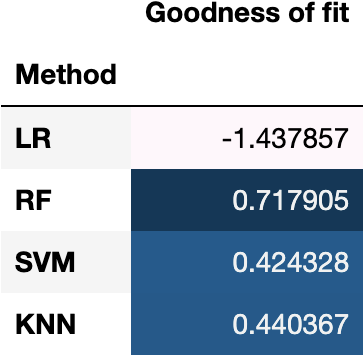 Goodness of fit
Method
LR -1.437857
RF 0.717905
SVM 0.424328
KNN 0.440367